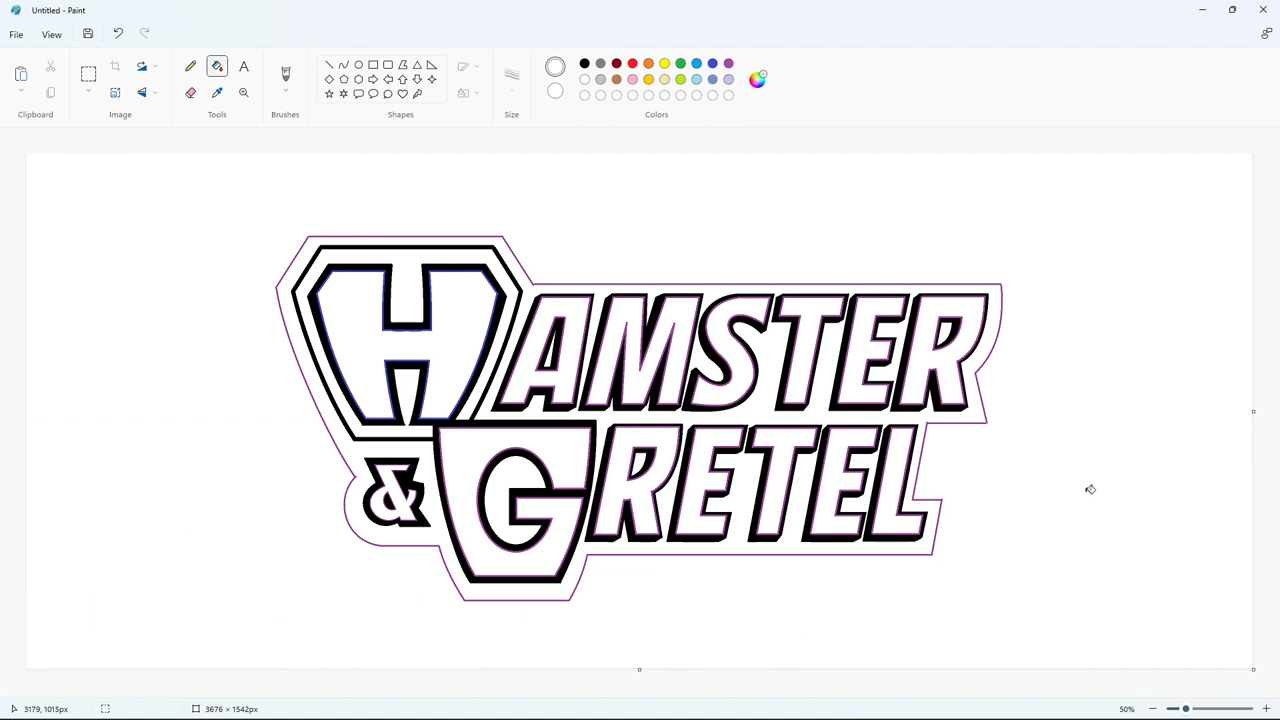 Untitled - Paint
File
View
Clipboard
Image
Tools
Brushes
Shapes
Size
Colors
A
HAMSTER
& GRETEL
3179, 1015px
3676 × 1542px
50%